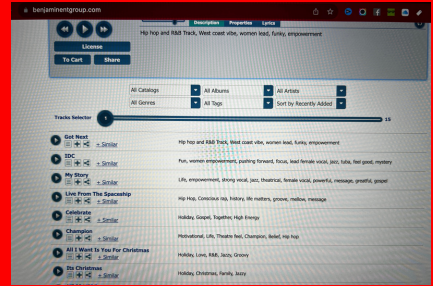 benjaminentgroup.com
Description Properties Lyrics
Hip hop and R&B Track, West coast vibe, women lead, funky, empowerment
License
To Cart Share
All Catalogs All Albums All Artists
All Genres All Tags Sort by Recently Added
Tracks Selector 1 15
Got Next
+ Similar
Hip hop and R&B Track, West coast vibe, women lead, funky, empowerment
IDC
+ Similar
Fun, women empowerment, pushing forward, focus, lead female vocal, jazz, tuba, feel good, mystery
My Story
+ Similar
Life, empowerment, strong vocal, jazz, theatrical, female vocal, powerful, message, greatful, gospel
Live From The Spaceship
+ Similar
Hip Hop, Conscious rap, history, life matters, groove, mellow, message
Celebrate
+ Similar
Holiday, Gospel, Together, High Energy
Champion
+ Similar
Motivational, Life, Theatre feel, Champion, Belief, Hip hop
All I Want Is You For Christmas
+ Similar
Holiday, Love, R&B, Jazzy, Groovy
Its Christmas
+ Similar
Holiday, Christmas, Family, Jazzy